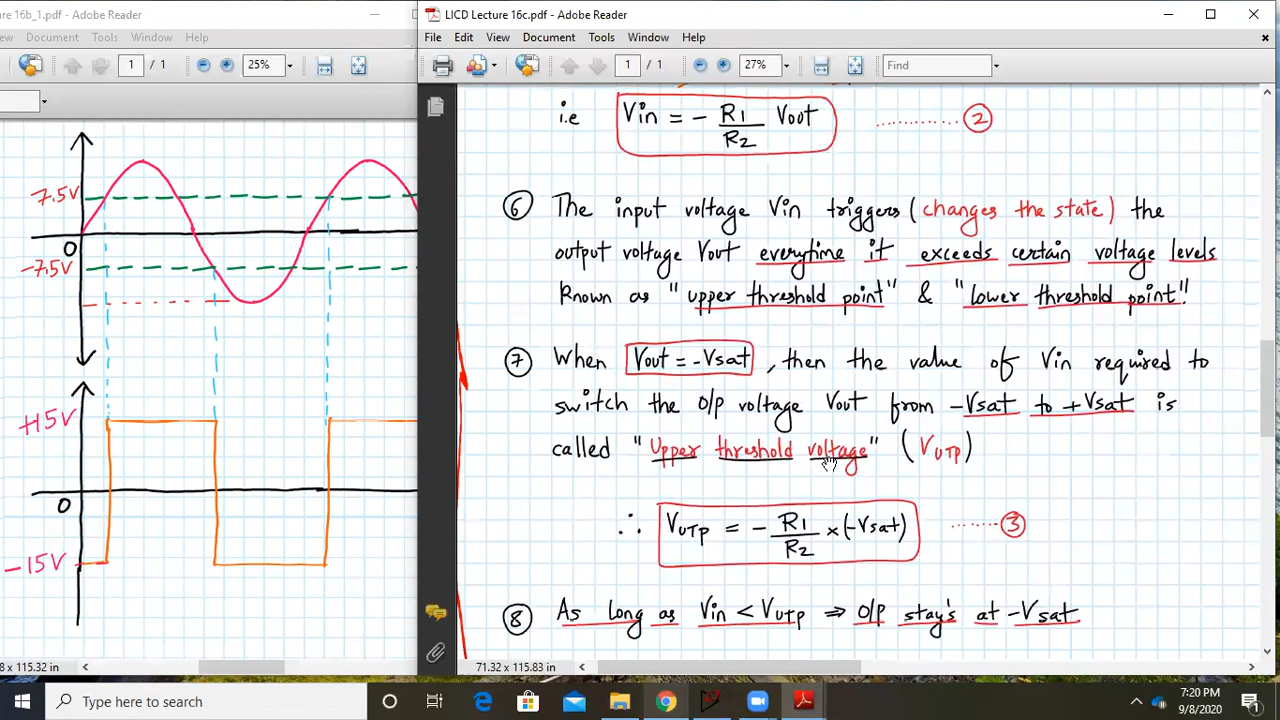 re 16b_1.pdf - Adobe Reader
ew Document Tools Window Help
1 / 1 25%
7.5V
0
-7.5V
+15V
0
-15V
8 x 115.32 in
LICD Lecture 16c.pdf - Adobe Reader
File Edit View Document Tools Window Help
1 / 1 27% Find
i.e Vin = - R1/R2 Vout ......... 2
6 The input voltage Vin triggers (changes the state) the
output voltage Vout everytime it exceeds certain voltage levels
Known as "upper threshold point" & "lower threshold point".
7 When Vout = -Vsat , then the value of Vin required to
switch the O/p voltage Vout from -Vsat to +Vsat is
called "Upper threshold voltage" (VUTP)
∴ VUTP = - R1/R2 × (-Vsat) ...... 3
8 As long as Vin < VUTP ⇒ O/p stay's at -Vsat
71.32 x 115.83 in
Type here to search
7:20 PM
9/8/2020
1